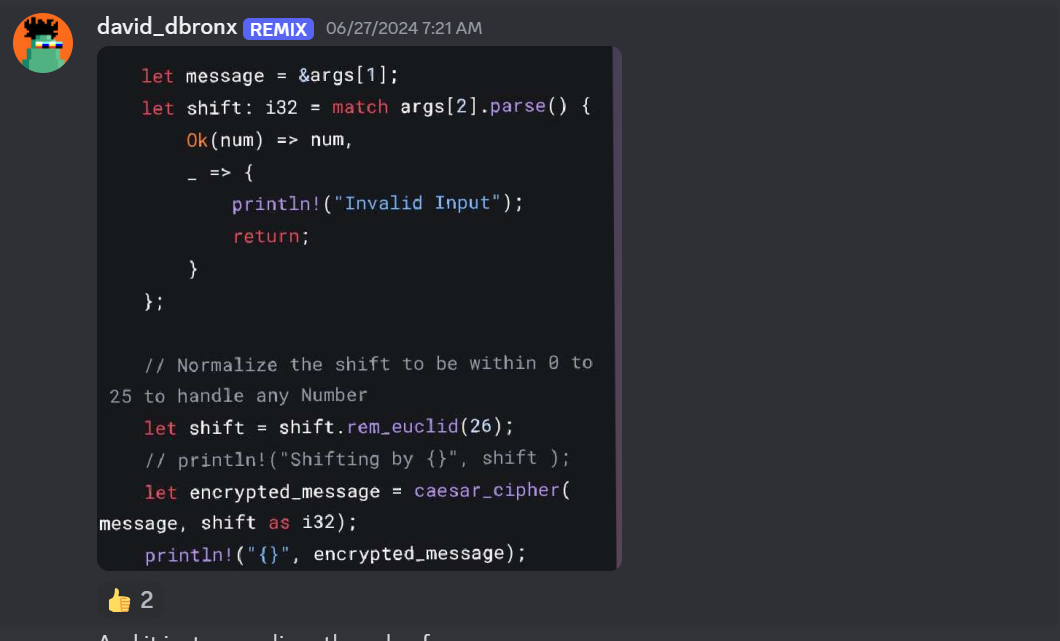 david_dbronx REMIX 06/27/2024 7:21 AM
let message = &args[1];
let shift: i32 = match args[2].parse() {
Ok(num) => num,
_ => {
println!("Invalid Input");
return;
}
};
// Normalize the shift to be within 0 to
25 to handle any Number
let shift = shift.rem_euclid(26);
// println!("Shifting by {}", shift );
let encrypted_message = caesar_cipher(
message, shift as i32);
println!("{}", encrypted_message);
👍 2